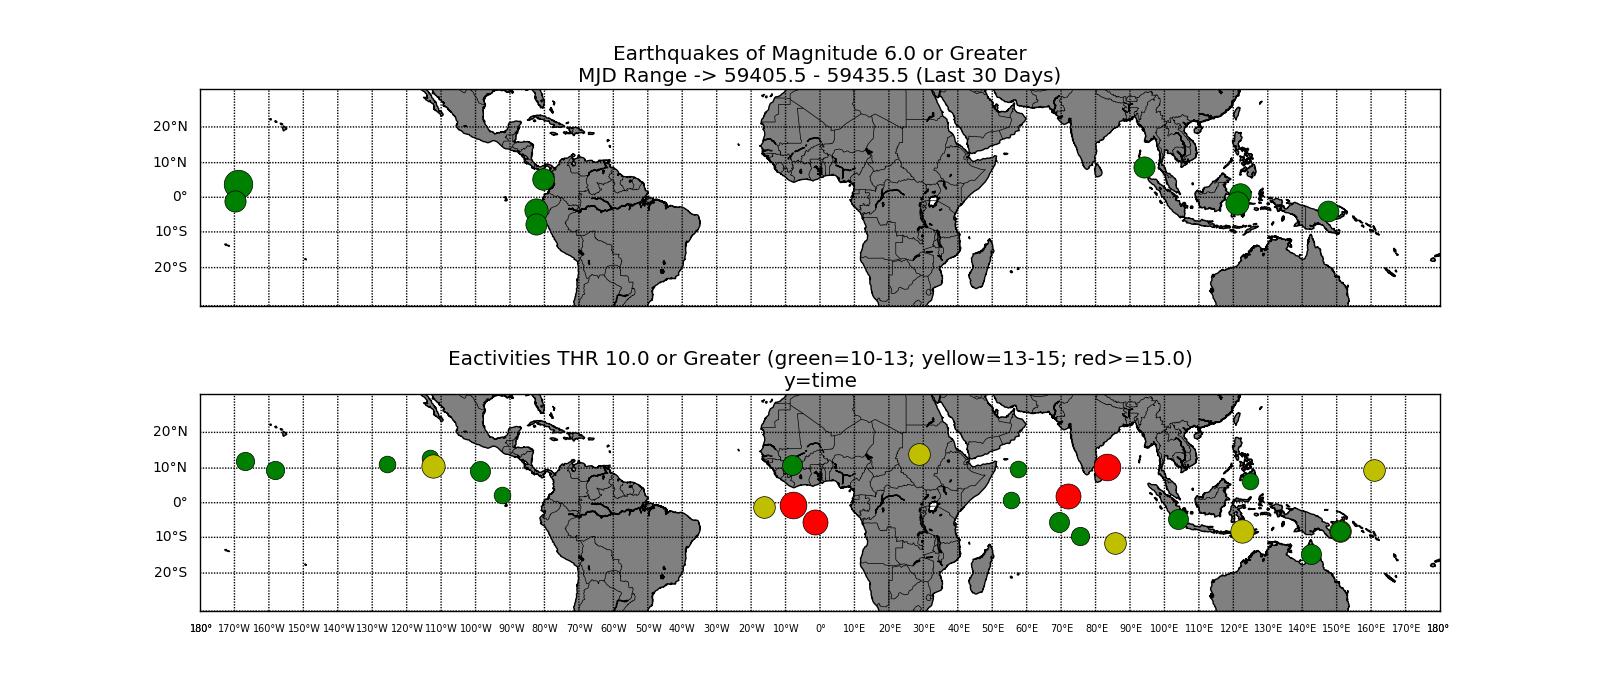 Earthquakes of Magnitude 6.0 or Greater
MJD Range -> 59405.5 - 59435.5 (Last 30 Days)
20°N
10°N
0°
10°S
20°S
Eactivities THR 10.0 or Greater (green=10-13; yellow=13-15; red>=15.0)
y=time
20°N
10°N
0°
10°S
20°S
180° 170°W 160°W 150°W 140°W 130°W 120°W 110°W 100°W 90°W 80°W 70°W 60°W 50°W 40°W 30°W 20°W 10°W 0° 10°E 20°E 30°E 40°E 50°E 60°E 70°E 80°E 90°E 100°E 110°E 120°E 130°E 140°E 150°E 160°E 170°E 180°